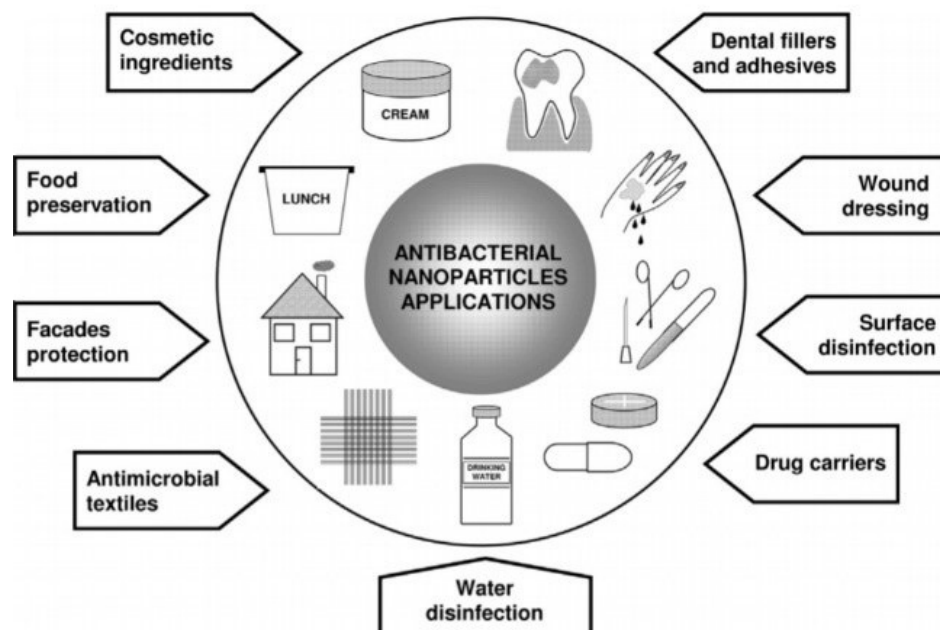 Cosmetic
ingredients
Dental fillers
and adhesives
CREAM
Food
preservation
LUNCH
Wound
dressing
ANTIBACTERIAL
NANOPARTICLES
APPLICATIONS
Facades
protection
Surface
disinfection
Antimicrobial
textiles
DRINKING
WATER
Drug carriers
Water
disinfection